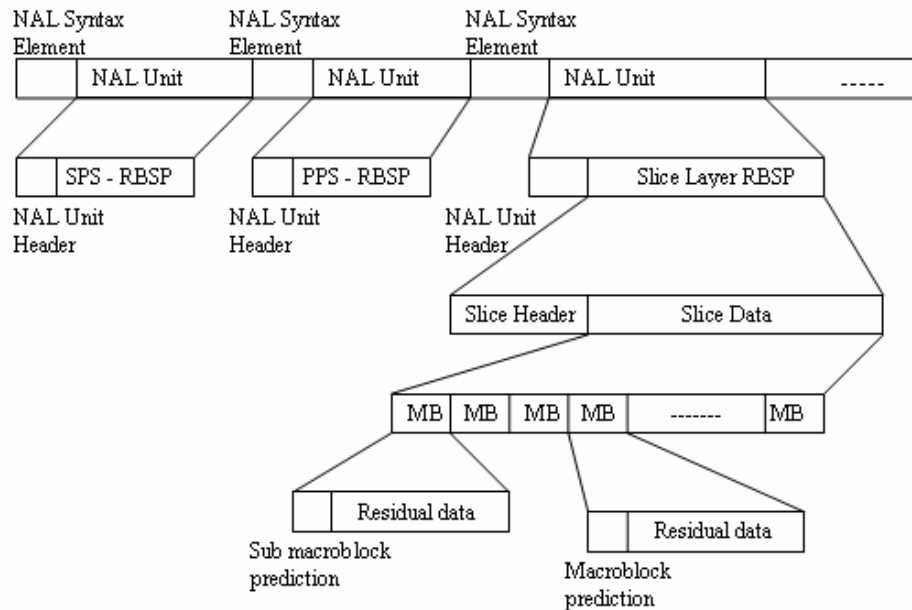 NAL Syntax Element
NAL Syntax Element
NAL Syntax Element
NAL Unit
NAL Unit
NAL Unit
-----
SPS - RBSP
PPS - RBSP
Slice Layer RBSP
NAL Unit Header
NAL Unit Header
NAL Unit Header
Slice Header
Slice Data
MB
MB
MB
MB
-------
MB
Residual data
Residual data
Sub macroblock prediction
Macroblock prediction